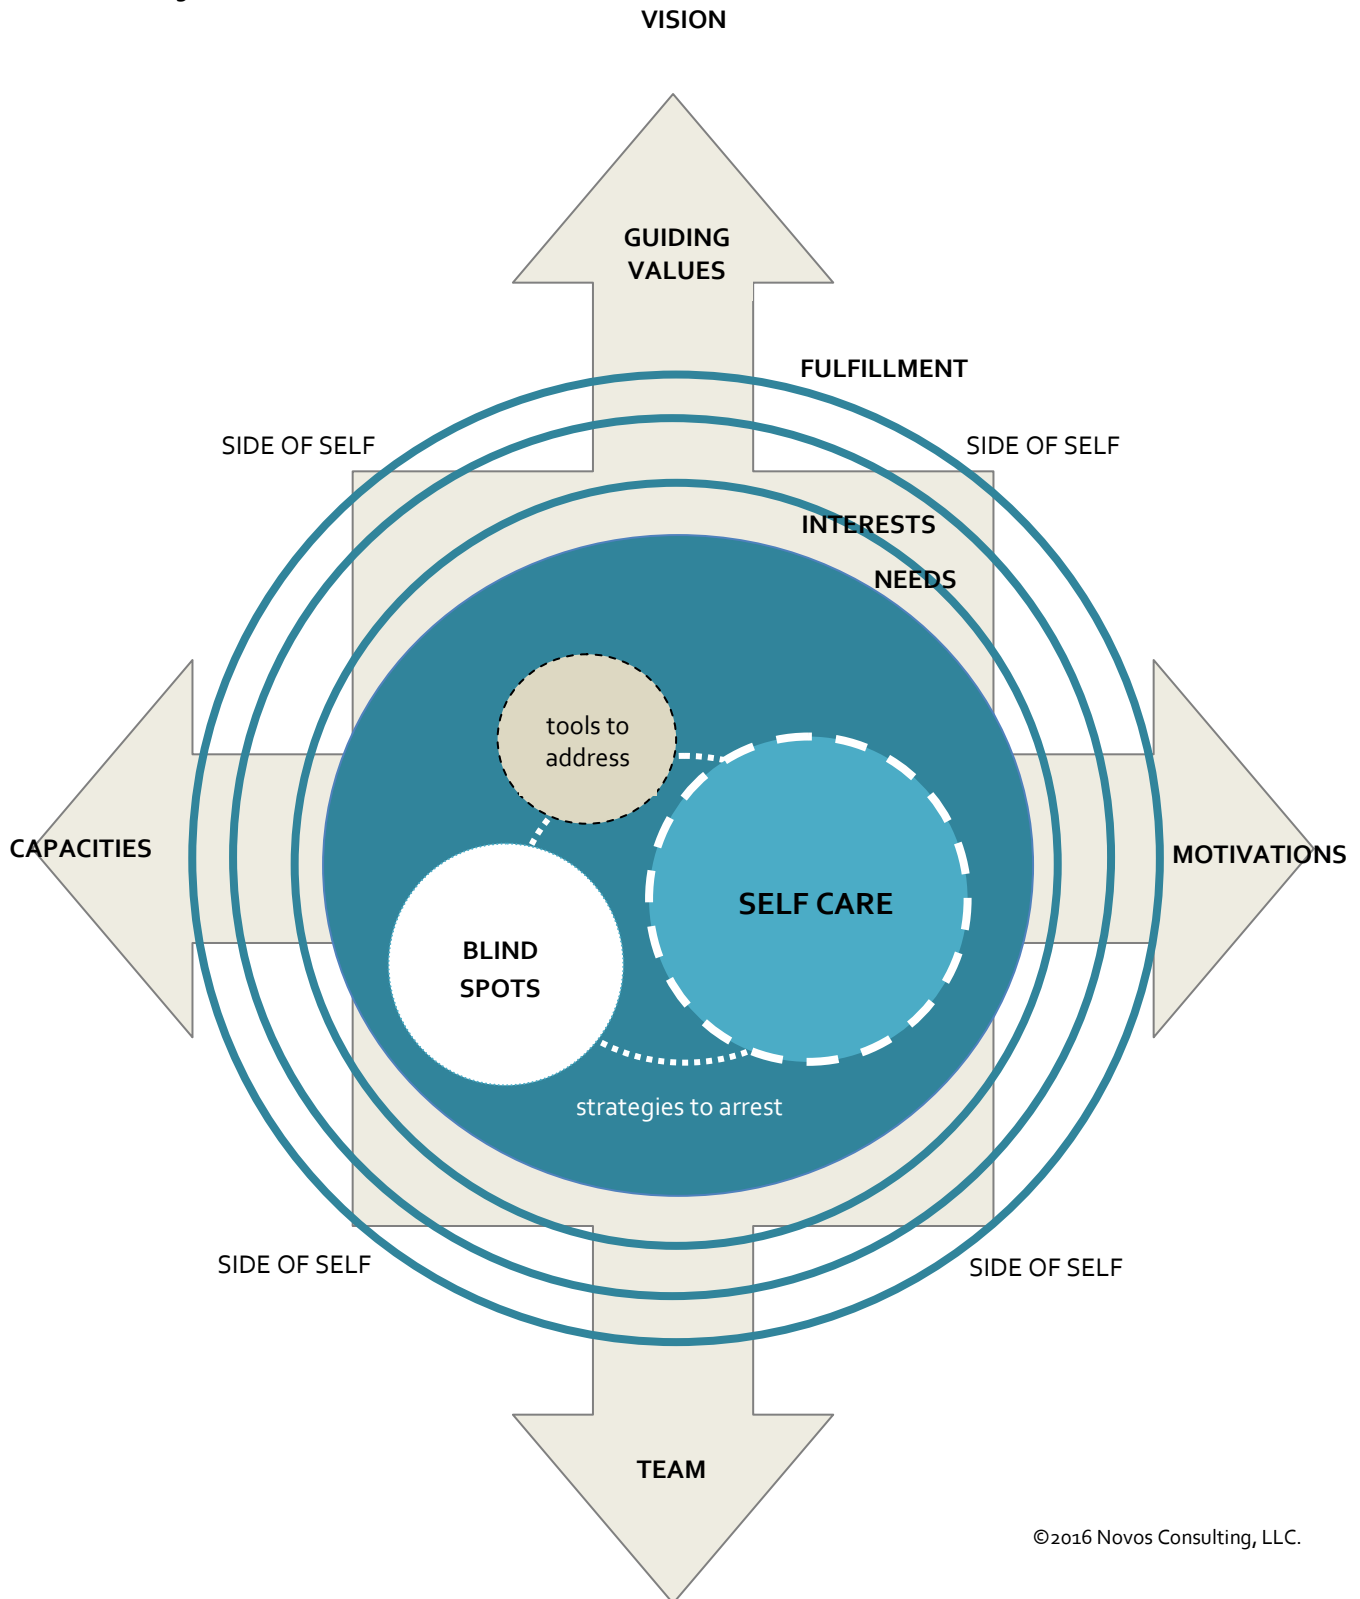 VISION
GUIDING
VALUES
FULFILLMENT
SIDE OF SELF
SIDE OF SELF
INTERESTS
NEEDS
tools to
address
CAPACITIES
MOTIVATIONS
SELF CARE
BLIND
SPOTS
strategies to arrest
SIDE OF SELF
SIDE OF SELF
TEAM
©2016 Novos Consulting, LLC.